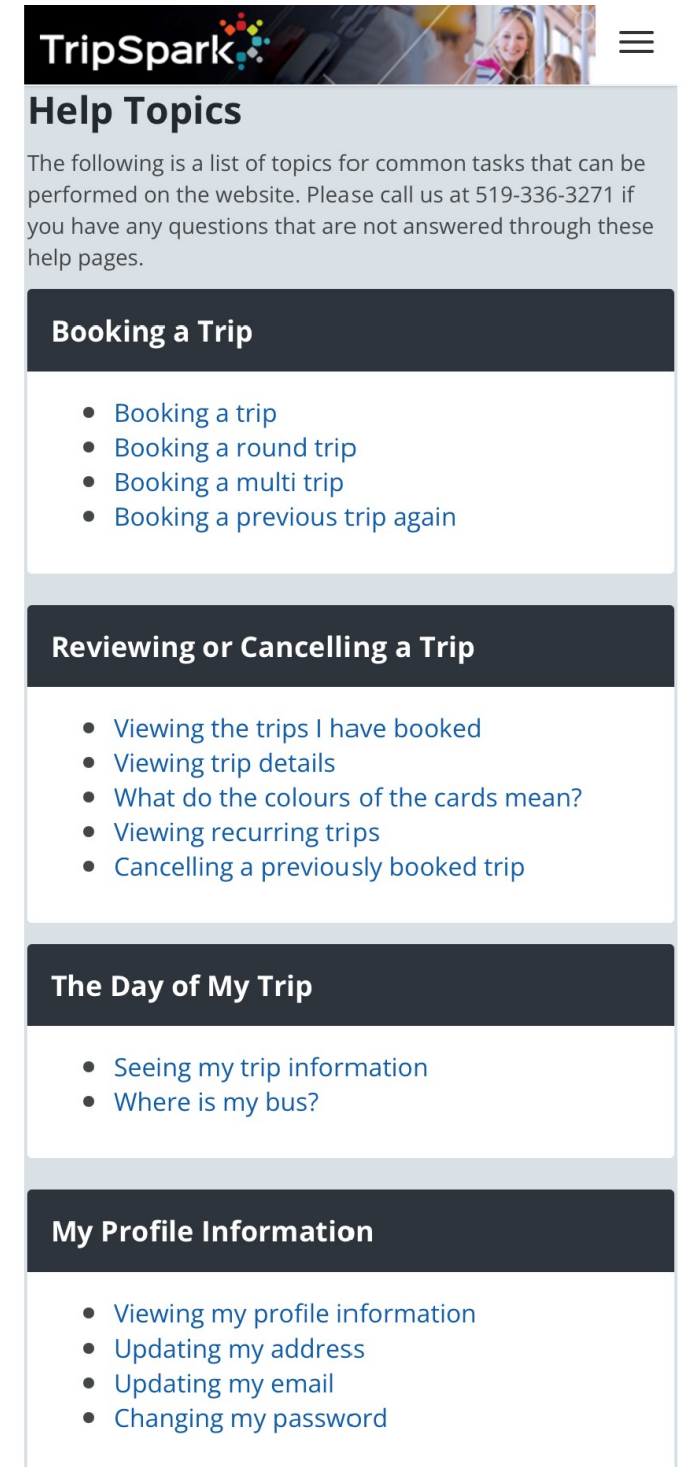 TripSpark
Help Topics
The following is a list of topics for common tasks that can be
performed on the website. Please call us at 519-336-3271 if
you have any questions that are not answered through these
help pages.
Booking a Trip
Booking a trip
Booking a round trip
Booking a multi trip
Booking a previous trip again
Reviewing or Cancelling a Trip
Viewing the trips I have booked
Viewing trip details
What do the colours of the cards mean?
Viewing recurring trips
Cancelling a previously booked trip
The Day of My Trip
Seeing my trip information
Where is my bus?
My Profile Information
Viewing my profile information
Updating my address
Updating my email
Changing my password